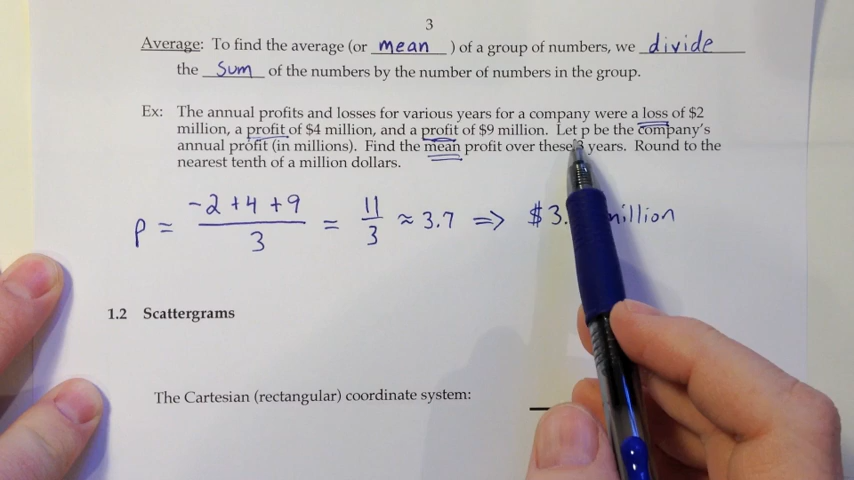 3
Average: To find the average (or mean ) of a group of numbers, we divide
the sum of the numbers by the number of numbers in the group.
Ex: The annual profits and losses for various years for a company were a loss of $2
million, a profit of $4 million, and a profit of $9 million. Let p be the company's
annual profit (in millions). Find the mean profit over these 3 years. Round to the
nearest tenth of a million dollars.
p = -2 + 4 + 9 / 3 = 11 / 3 ≈ 3.7 ⇒ $3. million
1.2 Scattergrams
The Cartesian (rectangular) coordinate system: